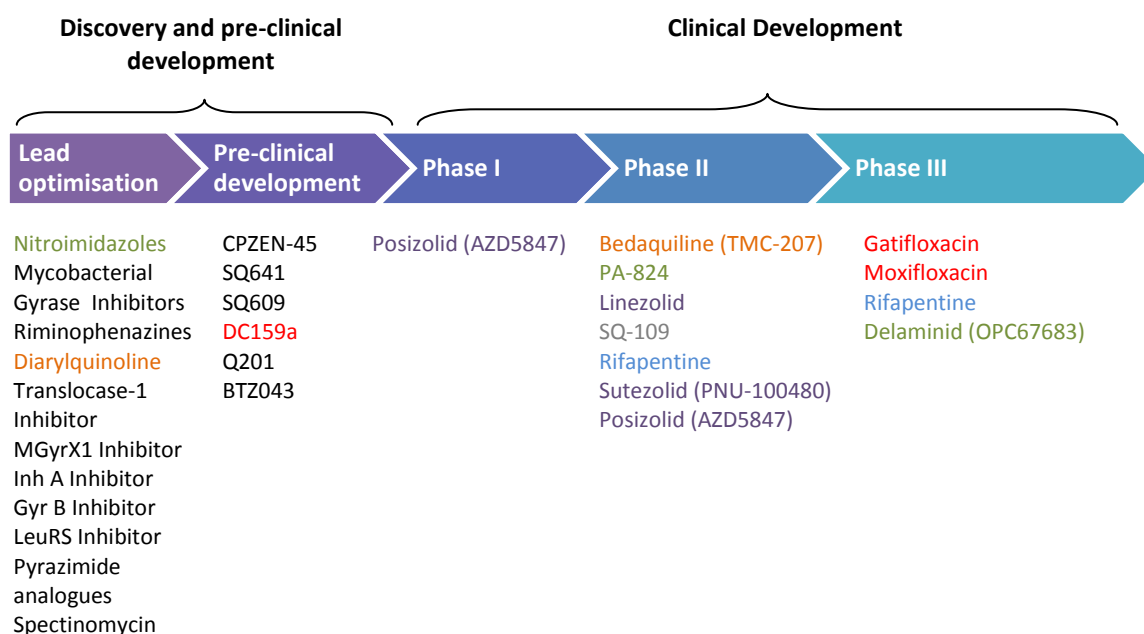 Discovery and pre-clinical
development
Clinical Development
Lead
optimisation
Pre-clinical
development
Phase I
Phase II
Phase III
Nitroimidazoles
Mycobacterial
Gyrase Inhibitors
Riminophenazines
Diarylquinoline
Translocase-1
Inhibitor
MGyrX1 Inhibitor
Inh A Inhibitor
Gyr B Inhibitor
LeuRS Inhibitor
Pyrazimide
analogues
Spectinomycin
CPZEN-45
SQ641
SQ609
DC159a
Q201
BTZ043
Posizolid (AZD5847)
Bedaquiline (TMC-207)
PA-824
Linezolid
SQ-109
Rifapentine
Sutezolid (PNU-100480)
Posizolid (AZD5847)
Gatifloxacin
Moxifloxacin
Rifapentine
Delaminid (OPC67683)